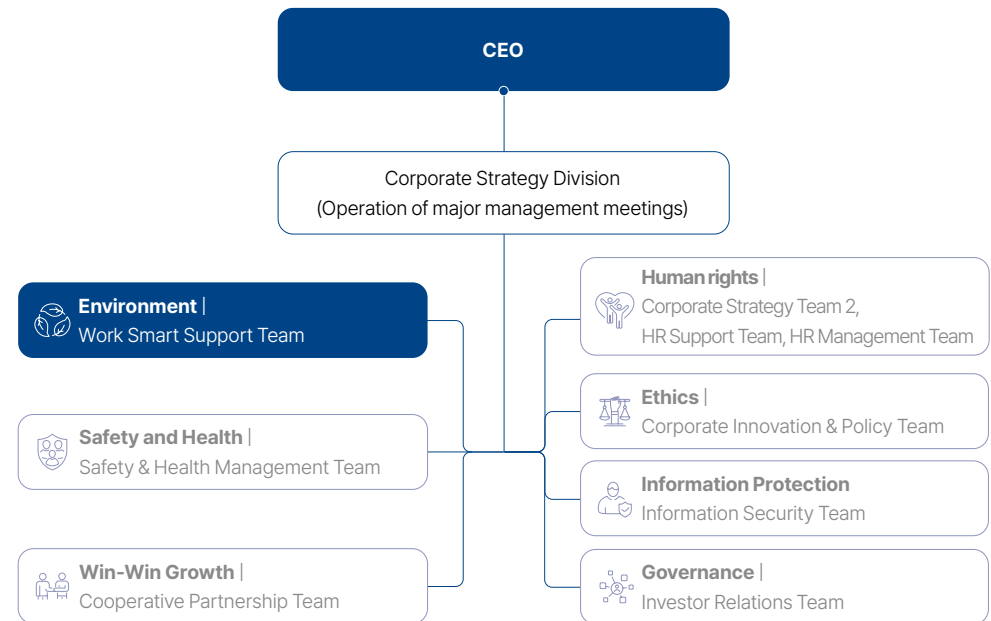 CEO
Corporate Strategy Division
(Operation of major management meetings)
Environment |
Work Smart Support Team
Safety and Health |
Safety & Health Management Team
Win-Win Growth |
Cooperative Partnership Team
Human rights |
Corporate Strategy Team 2,
HR Support Team, HR Management Team
Ethics |
Corporate Innovation & Policy Team
Information Protection
Information Security Team
Governance |
Investor Relations Team